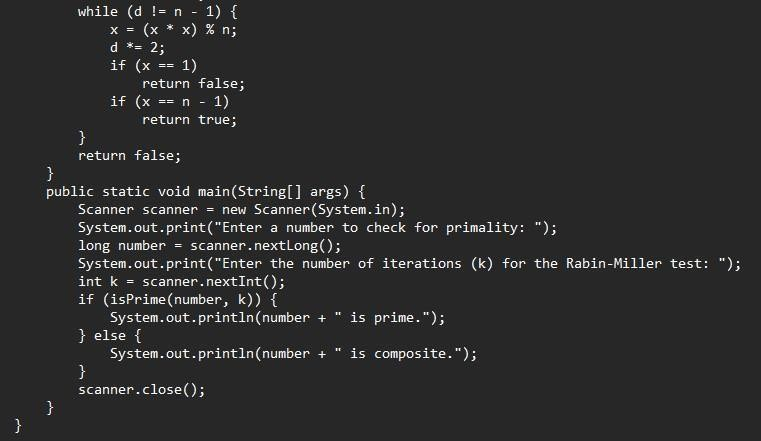 while (d != n - 1) {
x = (x * x) % n;
d *= 2;
if (x == 1)
return false;
if (x == n - 1)
return true;
}
return false;
}
public static void main(String[] args) {
Scanner scanner = new Scanner(System.in);
System.out.print("Enter a number to check for primality: ");
long number = scanner.nextLong();
System.out.print("Enter the number of iterations (k) for the Rabin-Miller test: ");
int k = scanner.nextInt();
if (isPrime(number, k)) {
System.out.println(number + " is prime.");
} else {
System.out.println(number + " is composite.");
}
scanner.close();
}
}